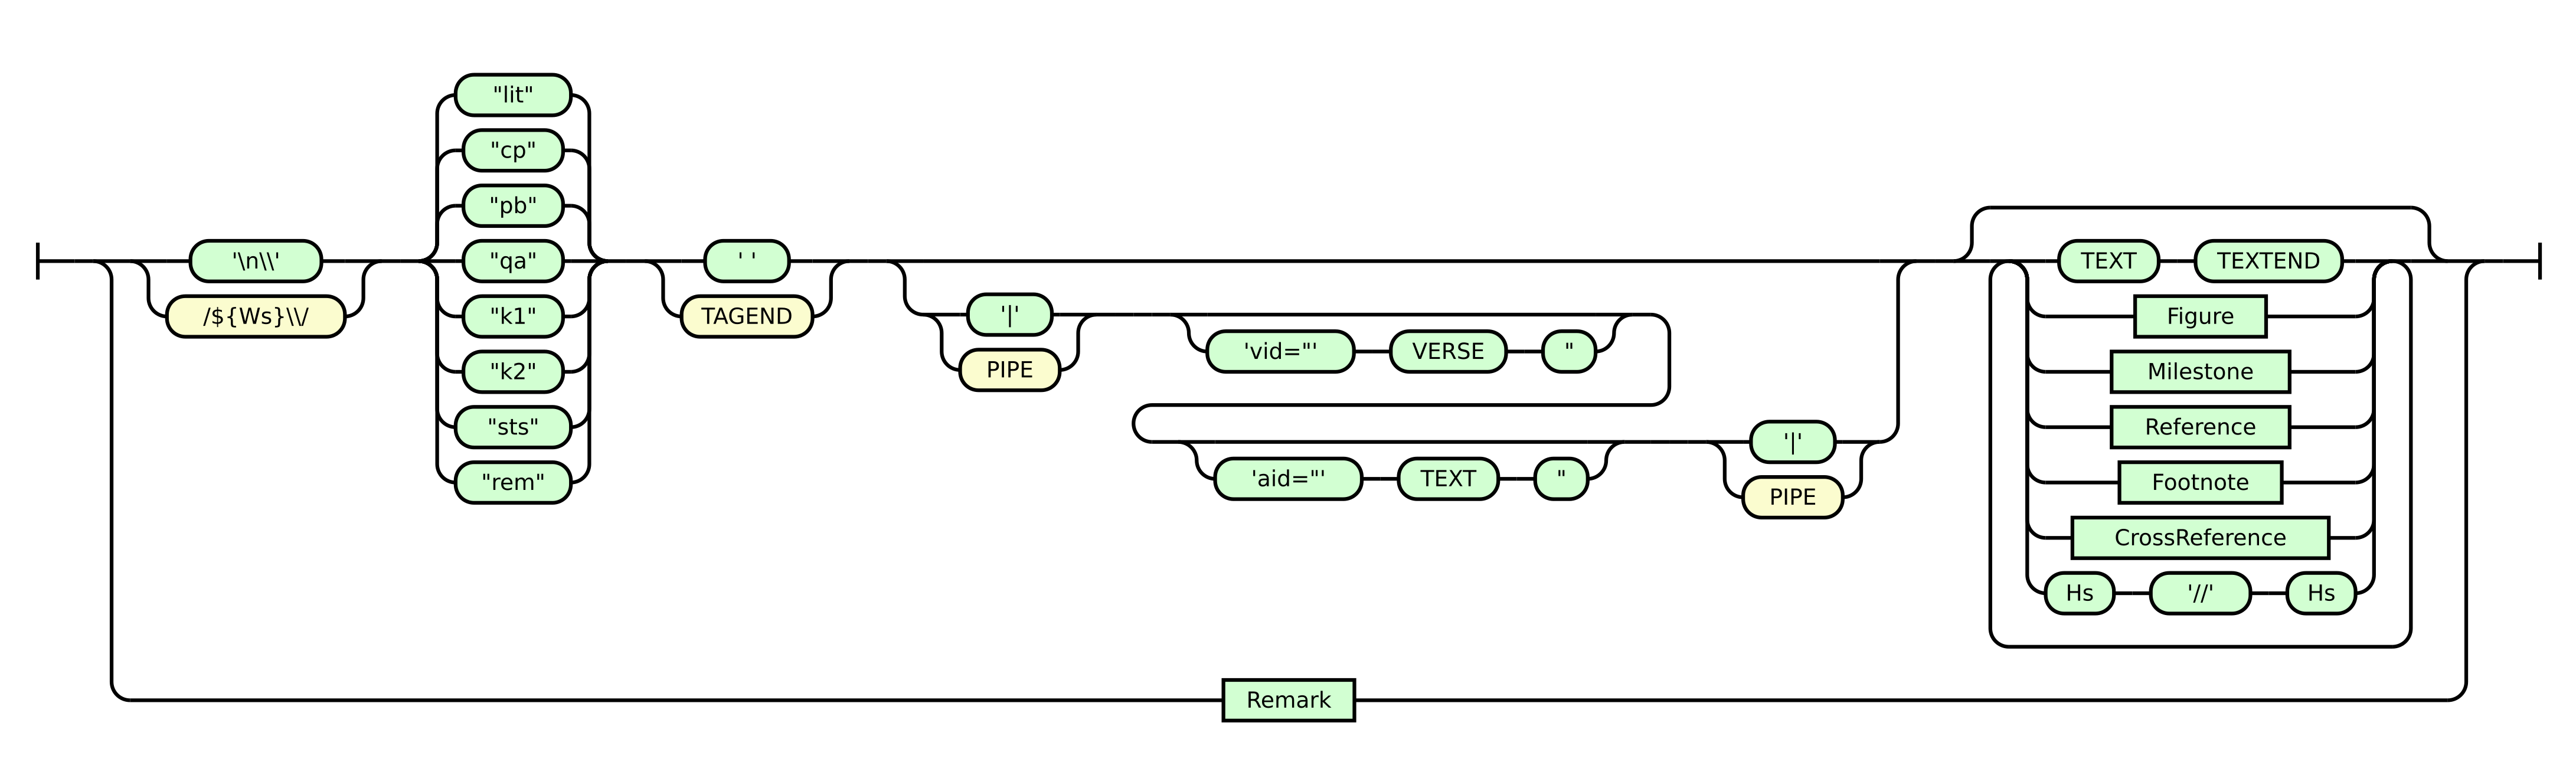 "lit"
"cp"
"pb"
'\n\\' "qa" ' ' TEXT TEXTEND
/${Ws}\\/ "k1" TAGEND '|' Figure
PIPE 'vid="' VERSE "
"k2" Milestone
"sts" '|' Reference
"rem" 'aid="' TEXT " PIPE Footnote
CrossReference
Hs '//' Hs
Remark